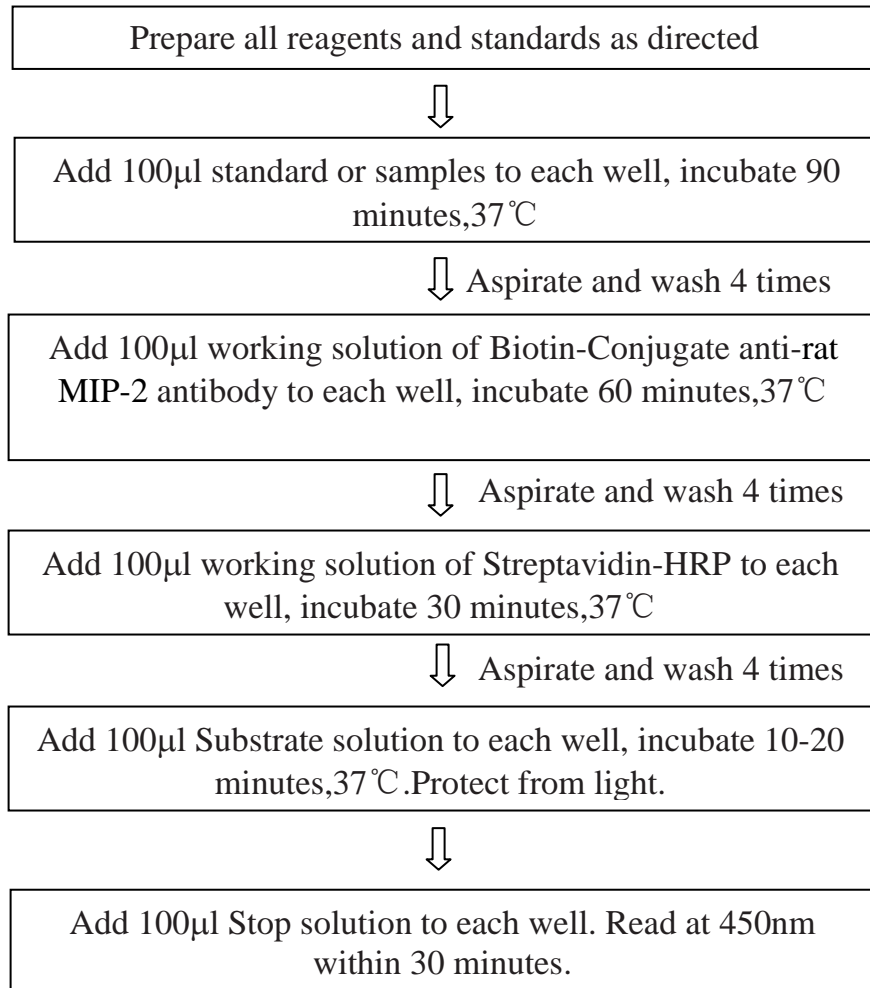 Prepare all reagents and standards as directed
Add 100μl standard or samples to each well, incubate 90
minutes,37℃
Aspirate and wash 4 times
Add 100μl working solution of Biotin-Conjugate anti-rat
MIP-2 antibody to each well, incubate 60 minutes,37℃
Aspirate and wash 4 times
Add 100μl working solution of Streptavidin-HRP to each
well, incubate 30 minutes,37℃
Aspirate and wash 4 times
Add 100μl Substrate solution to each well, incubate 10-20
minutes,37℃.Protect from light.
Add 100μl Stop solution to each well. Read at 450nm
within 30 minutes.